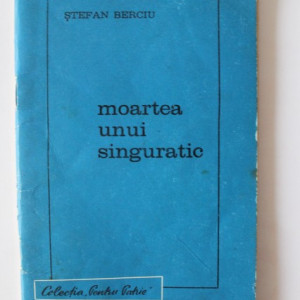 ȘTEFAN BERCIU
moartea
unui
singuratic
Colecția „Pentru Patrie”